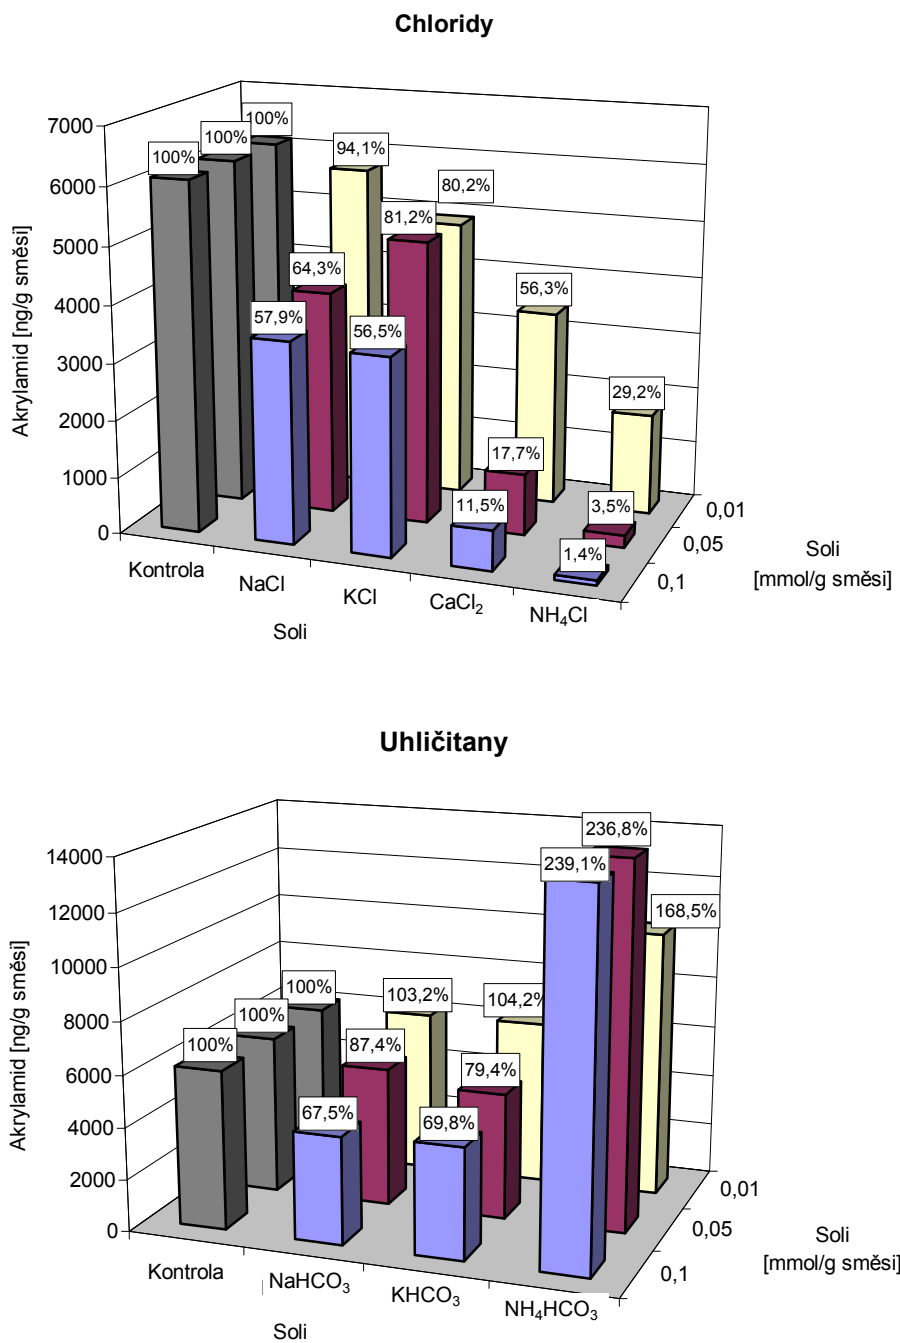 Chloridy
Akrylamid [ng/g směsi]
7000
6000
5000
4000
3000
2000
1000
0
100%
100%
100%
94,1%
80,2%
81,2%
64,3%
57,9%
56,5%
56,3%
29,2%
17,7%
11,5%
3,5%
1,4%
Kontrola
NaCl
KCl
CaCl₂
NH₄Cl
Soli
0,01
0,05
0,1
Soli
[mmol/g směsi]
Uhličitany
Akrylamid [ng/g směsi]
14000
12000
10000
8000
6000
4000
2000
0
100%
100%
100%
103,2%
104,2%
87,4%
79,4%
67,5%
69,8%
236,8%
239,1%
168,5%
Kontrola
NaHCO₃
KHCO₃
NH₄HCO₃
Soli
0,01
0,05
0,1
Soli
[mmol/g směsi]